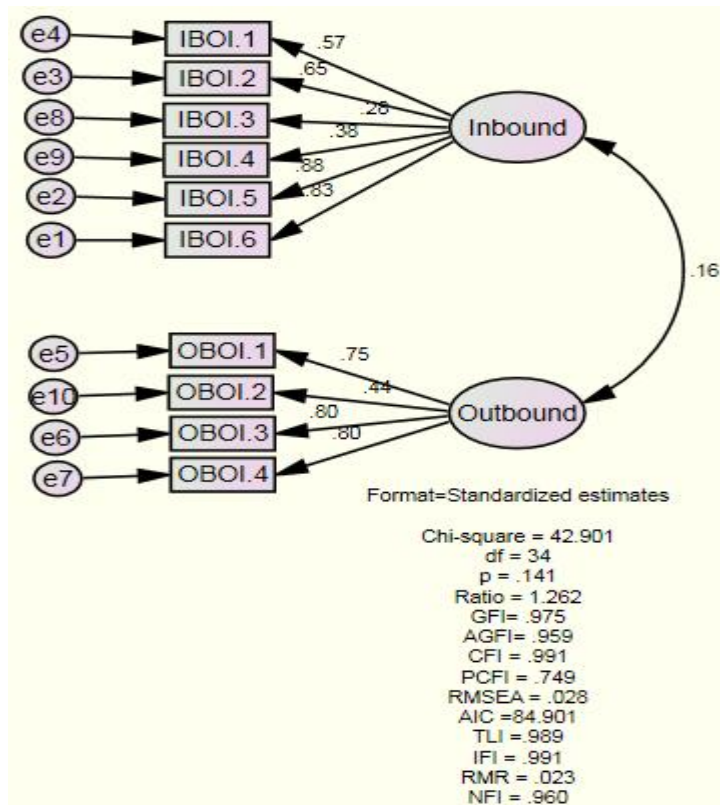 e4 IBOI.1 .57
e3 IBOI.2 .65
e8 IBOI.3 .28
e9 IBOI.4 .38
e2 IBOI.5 .88
e1 IBOI.6 .83
Inbound
.16
e5 OBOI.1 .75
e10 OBOI.2 .44
e6 OBOI.3 .80
e7 OBOI.4 .80
Outbound
Format=Standardized estimates
Chi-square = 42.901
df = 34
p = .141
Ratio = 1.262
GFI= .975
AGFI= .959
CFI = .991
PCFI = .749
RMSEA = .028
AIC =84.901
TLI = .989
IFI = .991
RMR = .023
NFI = .960